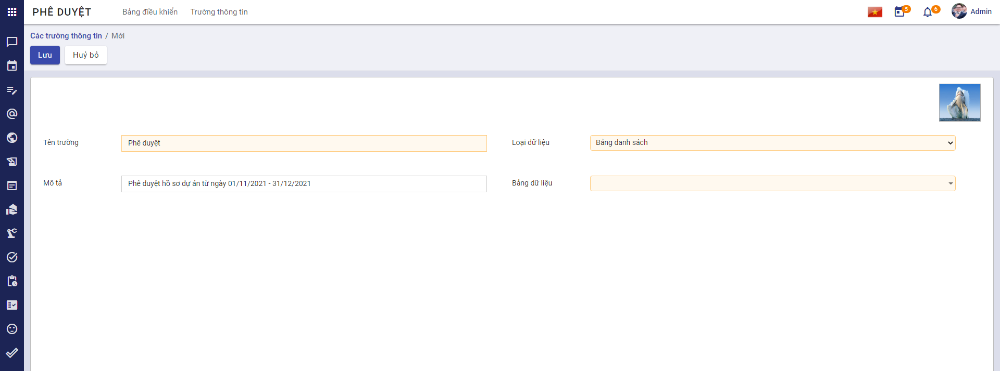 PHÊ DUYỆT
Bảng điều khiển
Trường thông tin
5
6
Admin
Các trường thông tin / Mới
Lưu
Huỷ bỏ
Tên trường
Phê duyệt
Loại dữ liệu
Bảng danh sách
Mô tả
Phê duyệt hồ sơ dự án từ ngày 01/11/2021 - 31/12/2021
Bảng dữ liệu